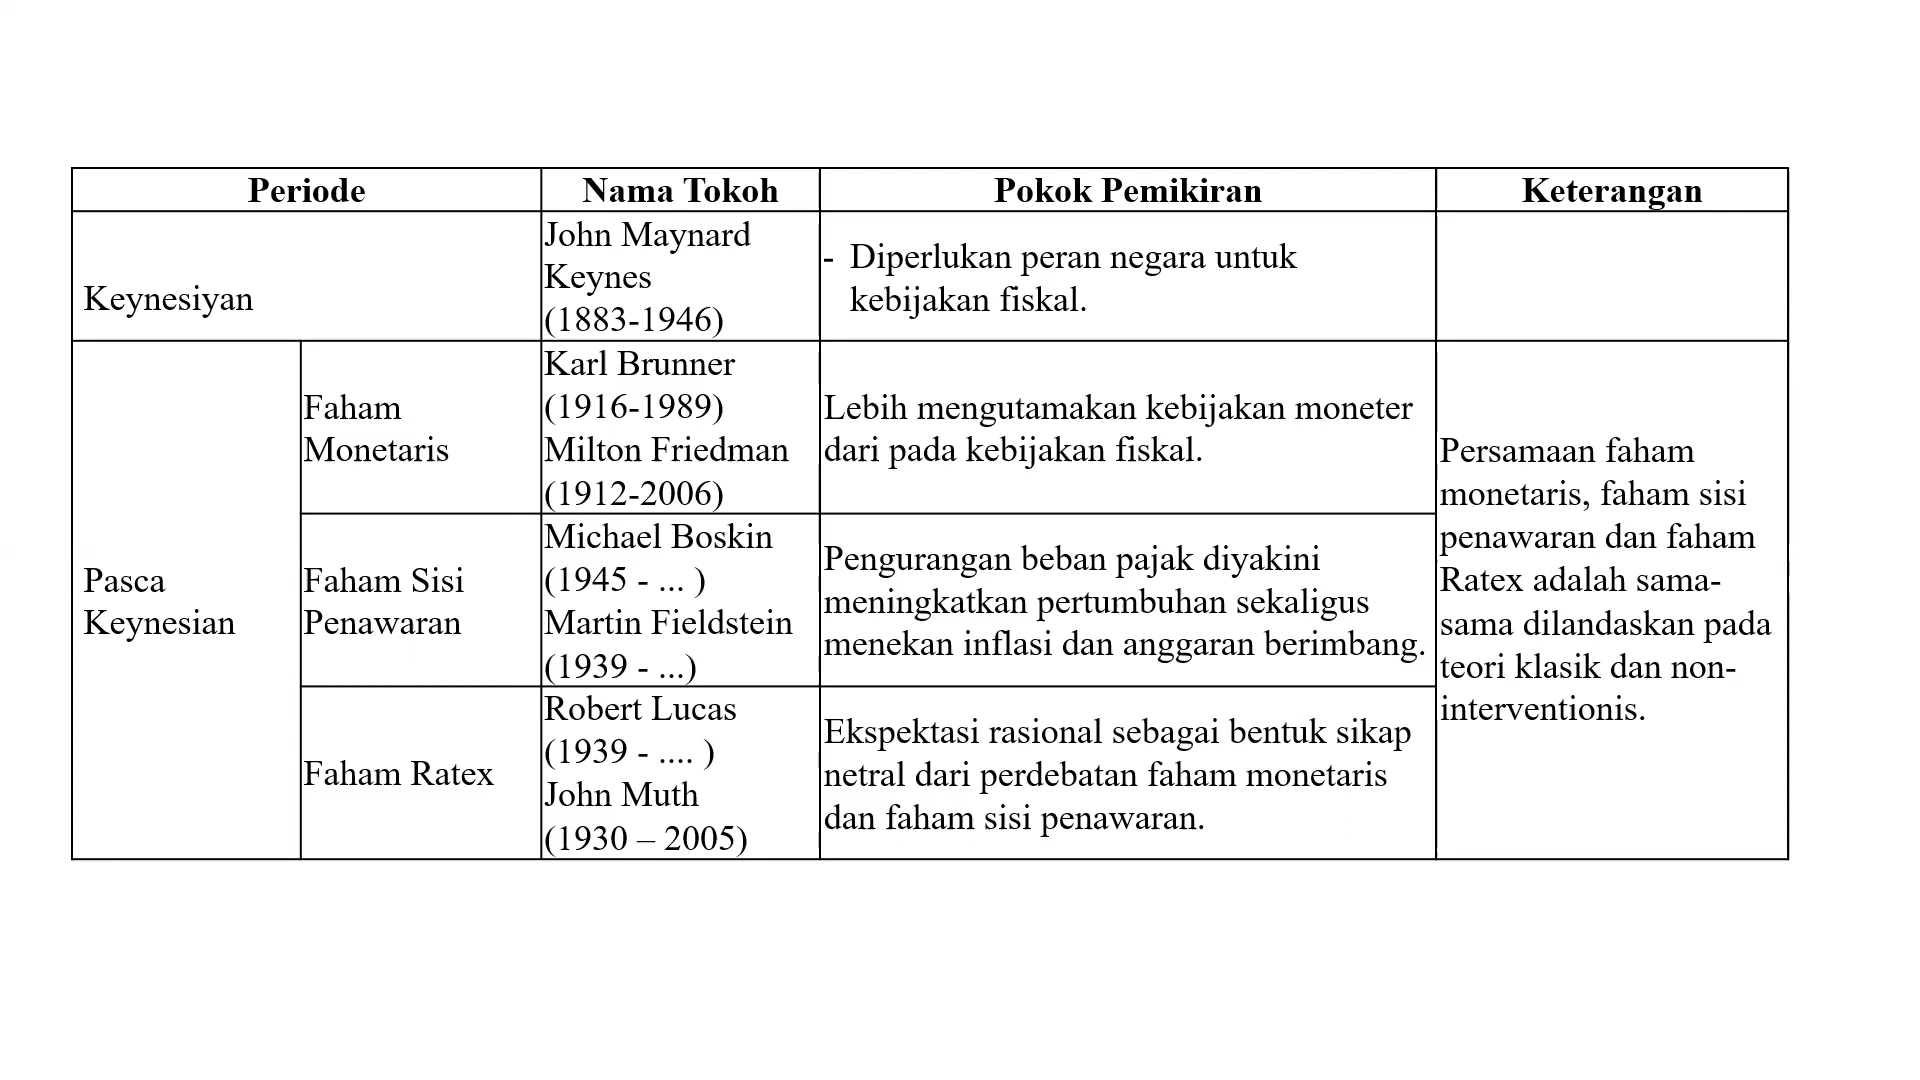 Periode Nama Tokoh Pokok Pemikiran Keterangan
Keynesiyan
John Maynard
Keynes
(1883-1946)
- Diperlukan peran negara untuk
kebijakan fiskal.
Pasca
Keynesian
Faham
Monetaris
Karl Brunner
(1916-1989)
Milton Friedman
(1912-2006)
Lebih mengutamakan kebijakan moneter
dari pada kebijakan fiskal.
Faham Sisi
Penawaran
Michael Boskin
(1945 - ... )
Martin Fieldstein
(1939 - ...)
Pengurangan beban pajak diyakini
meningkatkan pertumbuhan sekaligus
menekan inflasi dan anggaran berimbang.
Faham Ratex
Robert Lucas
(1939 - .... )
John Muth
(1930 – 2005)
Ekspektasi rasional sebagai bentuk sikap
netral dari perdebatan faham monetaris
dan faham sisi penawaran.
Persamaan faham
monetaris, faham sisi
penawaran dan faham
Ratex adalah sama-
sama dilandaskan pada
teori klasik dan non-
interventionis.